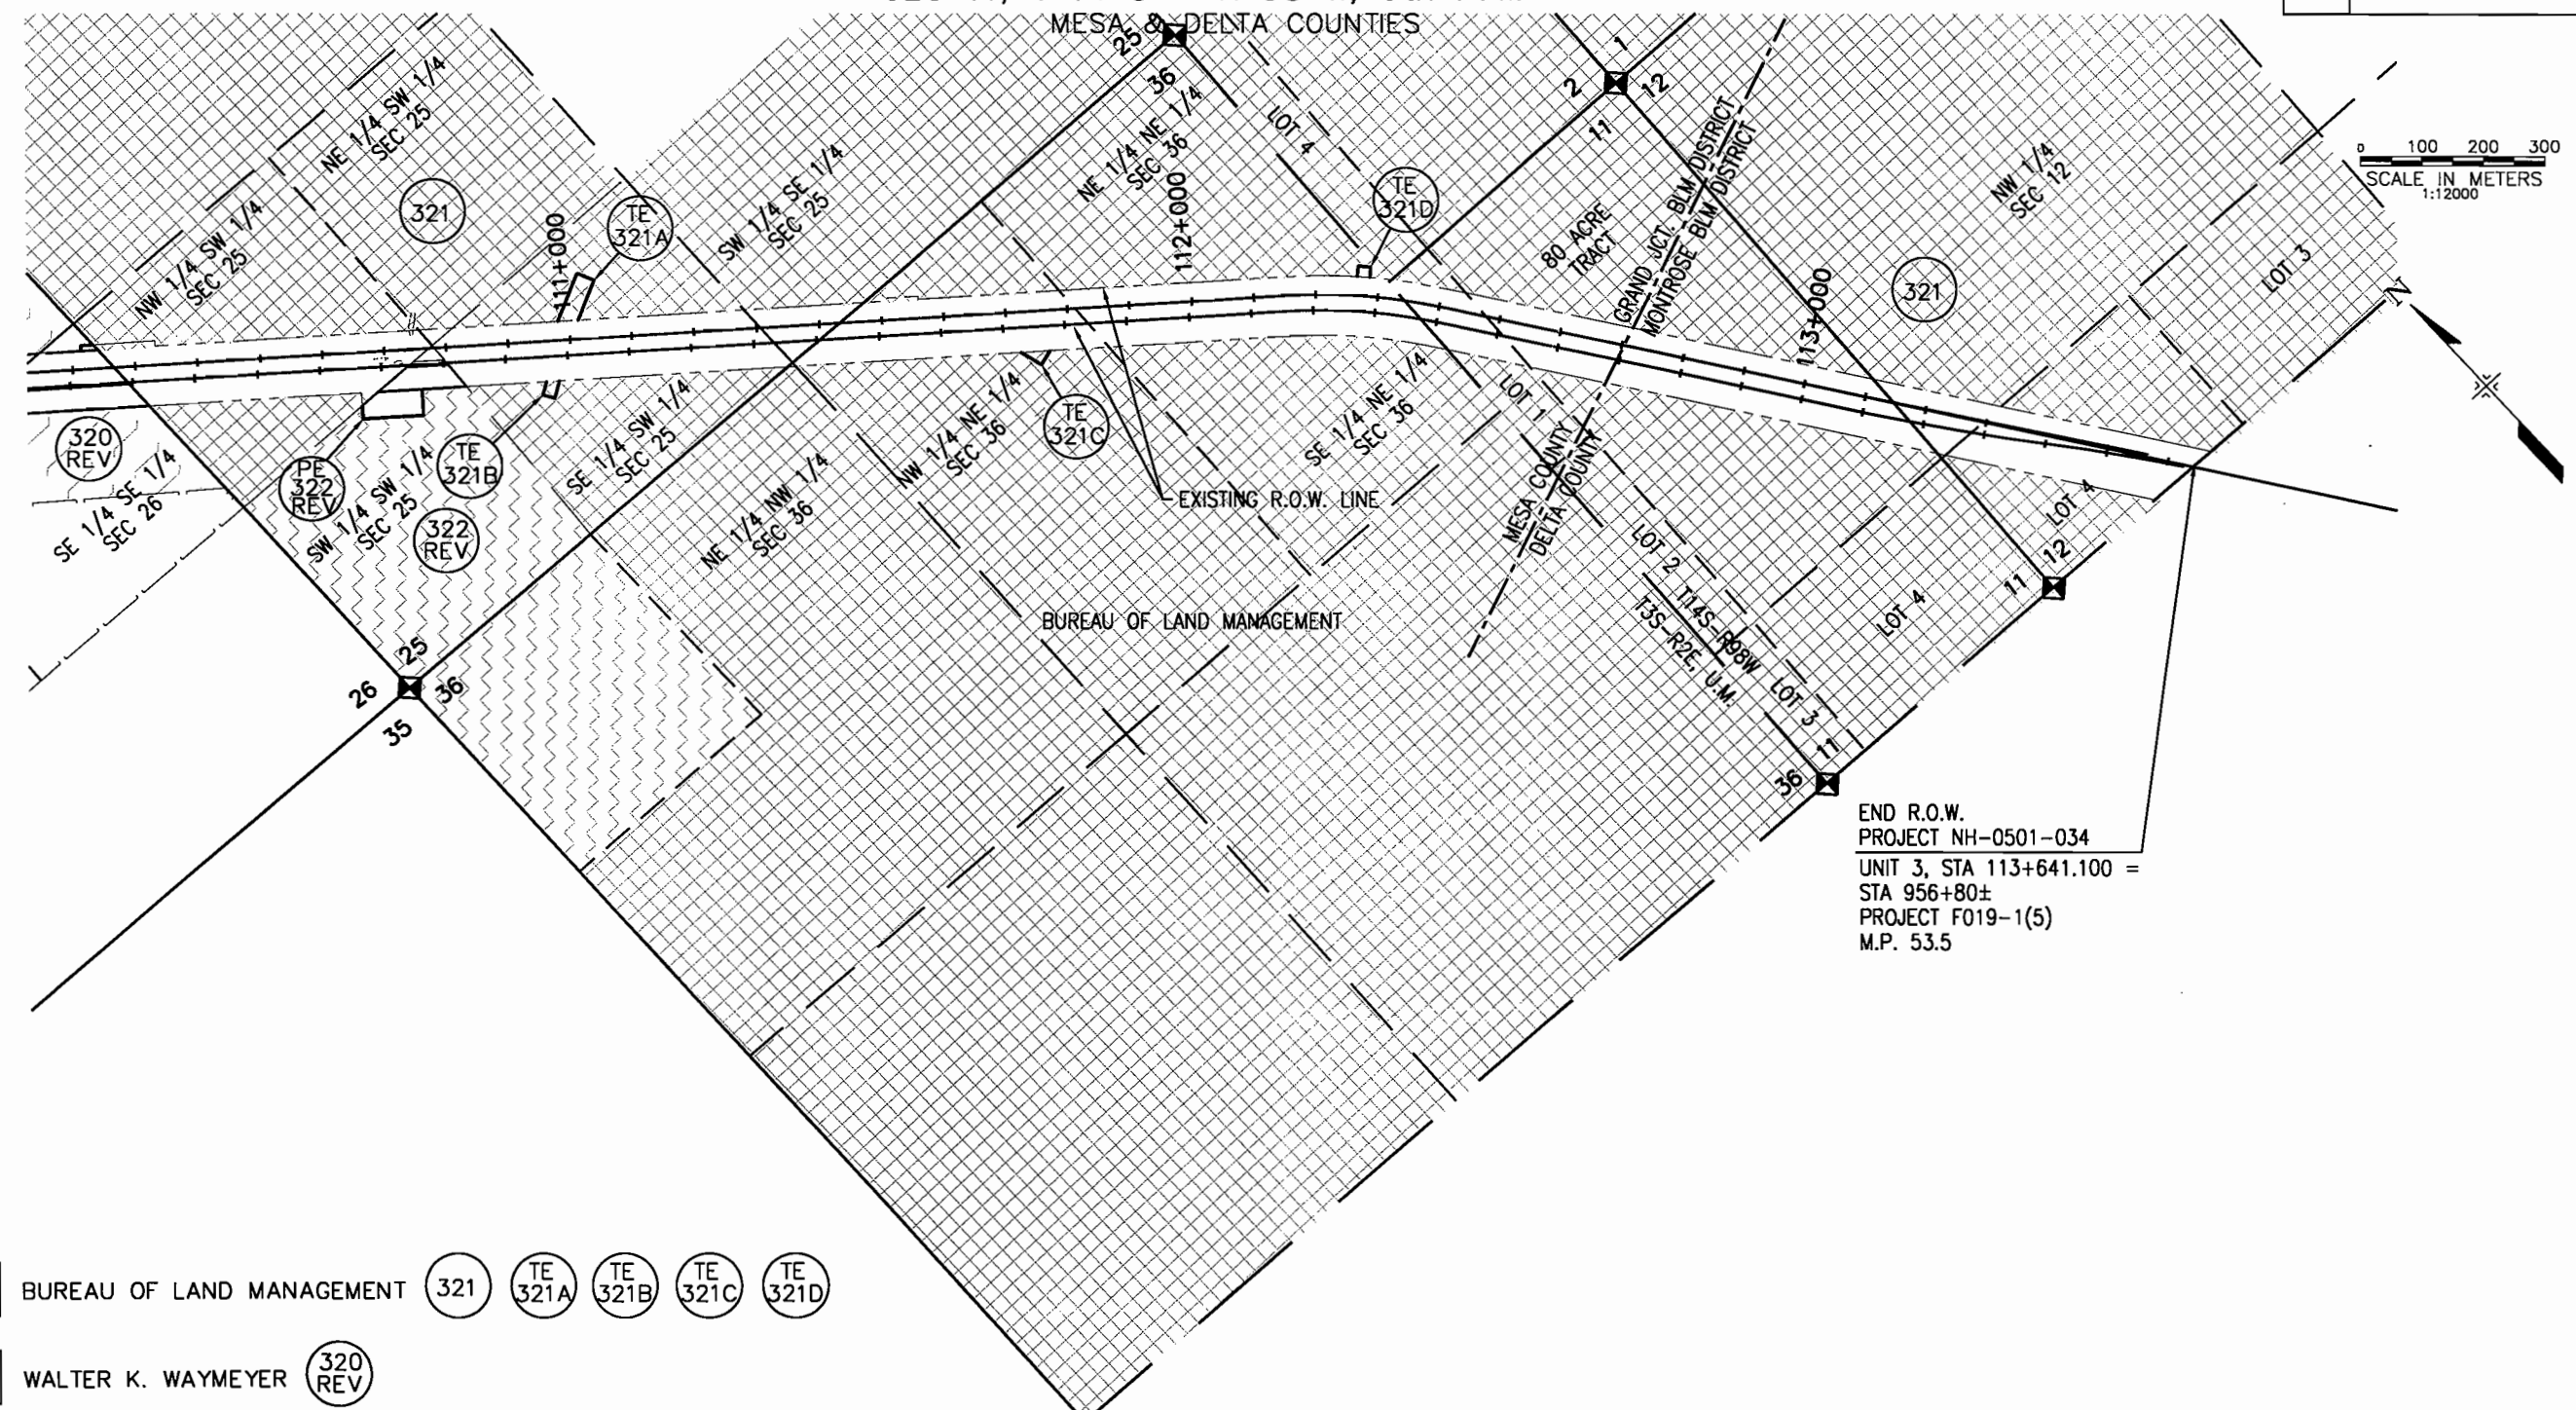 MESA & DELTA COUNTIES
25
36
1
2
12
11
NE 1/4 SW 1/4
SEC 25
NW 1/4 SW 1/4
SEC 25
321
111+000
TE
321A
SW 1/4 SE 1/4
SEC 25
NE 1/4 NE 1/4
SEC 36
112+000
LOT 4
TE
321D
80 ACRE
TRACT
GRAND JCT. BLM DISTRICT
MONTROSE BLM DISTRICT
113+000
321
NW 1/4
SEC 12
LOT 3
0 100 200 300
SCALE IN METERS
1:12000
N
320
REV
SE 1/4 SE 1/4
SEC 26
PE
322
REV
SW 1/4 SW 1/4
SEC 25
TE
321B
322
REV
SE 1/4 SW 1/4
SEC 25
NE 1/4 NW 1/4
SEC 36
NW 1/4 NE 1/4
SEC 36
TE
321C
EXISTING R.O.W. LINE
SE 1/4 NE 1/4
SEC 36
LOT 1
MESA COUNTY
DELTA COUNTY
LOT 2
T14S-R98W
T3S-R2E, U.M.
LOT 3
LOT 4
LOT 4
12
11
BUREAU OF LAND MANAGEMENT
25
26
36
35
11
36
END R.O.W.
PROJECT NH-0501-034
UNIT 3, STA 113+641.100 =
STA 956+80±
PROJECT F019-1(5)
M.P. 53.5
BUREAU OF LAND MANAGEMENT 321 TE 321A TE 321B TE 321C TE 321D
WALTER K. WAYMEYER 320 REV